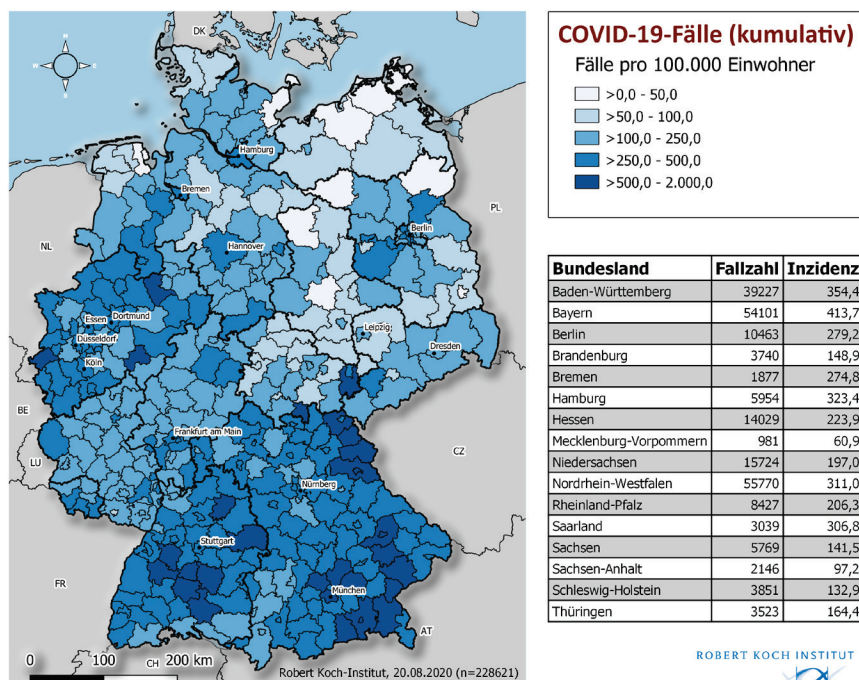 DK
N
W
E
S
Hamburg
Bremen
PL
Berlin
NL
Hannover
Essen
Dortmund
Düsseldorf
Leipzig
Dresden
Köln
BE
Frankfurt am Main
LU
CZ
Nürnberg
Stuttgart
FR
München
AT
0 100 200 km
CH
Robert Koch-Institut, 20.08.2020 (n=228621)
COVID-19-Fälle (kumulativ)
Fälle pro 100.000 Einwohner
>0,0 - 50,0
>50,0 - 100,0
>100,0 - 250,0
>250,0 - 500,0
>500,0 - 2.000,0
Bundesland Fallzahl Inzidenz
Baden-Württemberg 39227 354,4
Bayern 54101 413,7
Berlin 10463 279,2
Brandenburg 3740 148,9
Bremen 1877 274,8
Hamburg 5954 323,4
Hessen 14029 223,9
Mecklenburg-Vorpommern 981 60,9
Niedersachsen 15724 197,0
Nordrhein-Westfalen 55770 311,0
Rheinland-Pfalz 8427 206,3
Saarland 3039 306,8
Sachsen 5769 141,5
Sachsen-Anhalt 2146 97,2
Schleswig-Holstein 3851 132,9
Thüringen 3523 164,4
ROBERT KOCH INSTITUT